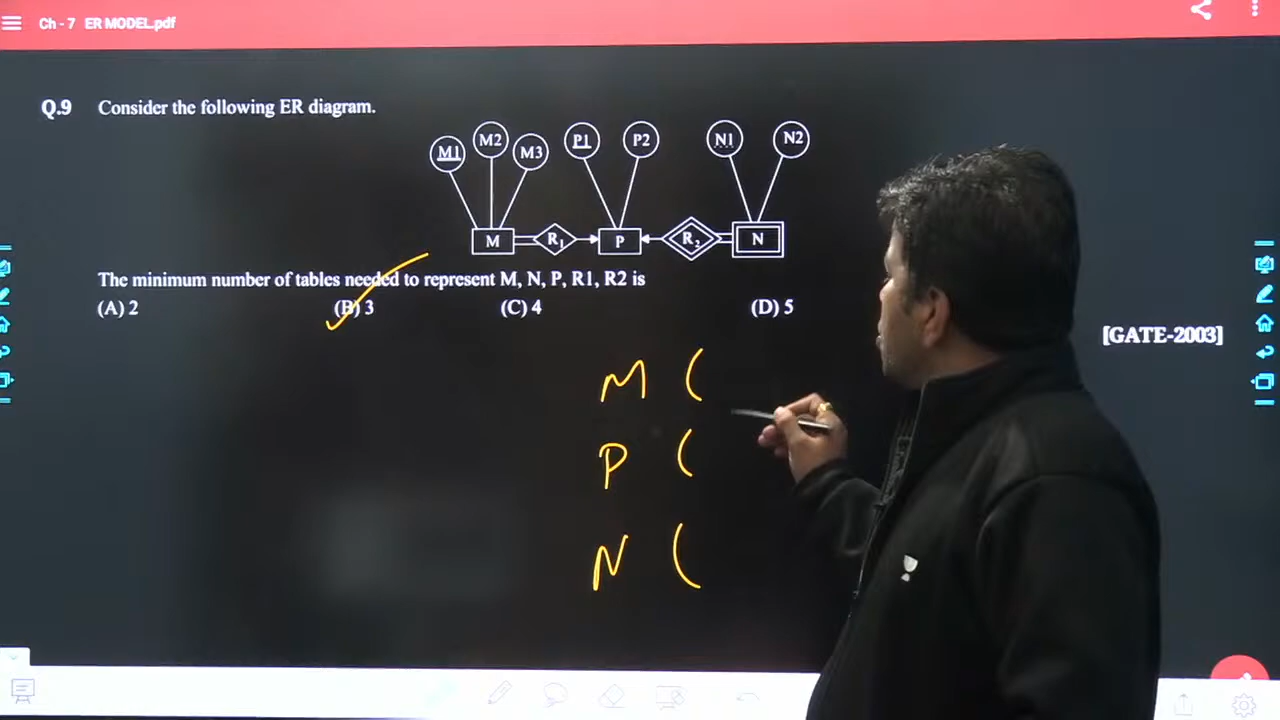 Ch - 7 ER MODEL.pdf
Q.9 Consider the following ER diagram.
M1 M2 M3 P1 P2 N1 N2
M R1 P R2 N
The minimum number of tables needed to represent M, N, P, R1, R2 is
(A) 2 (B) 3 (C) 4 (D) 5
[GATE-2003]
M (
P (
N (